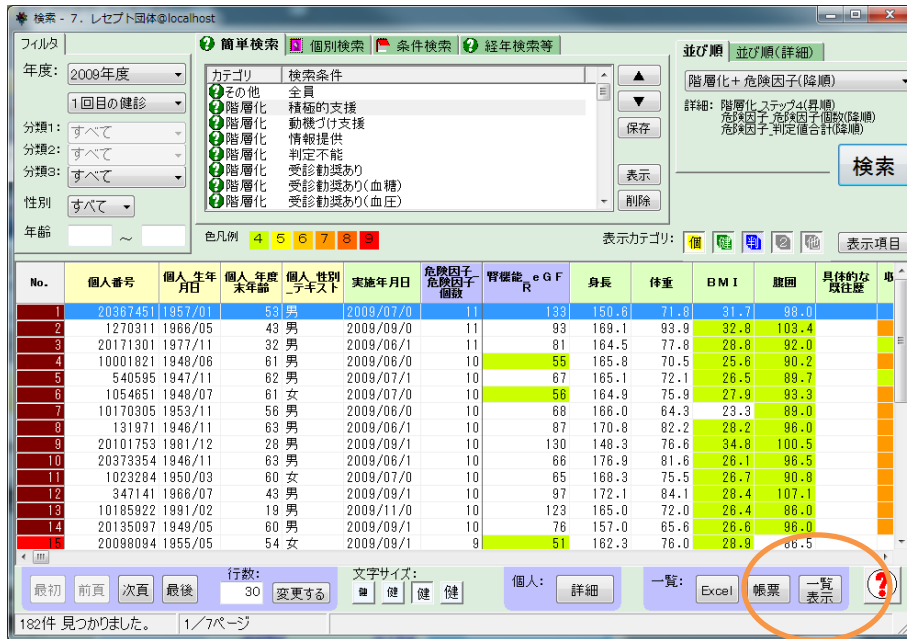 検索 - 7. レセプト団体@localhost
フィルタ
年度: 2009年度
1回目の健診
分類1: すべて
分類2: すべて
分類3: すべて
性別 すべて
年齢 ～
簡単検索 個別検索 条件検索 経年検索等
カテゴリ 検索条件
その他 全員
階層化 積極的支援
階層化 動機づけ支援
階層化 情報提供
階層化 判定不能
階層化 受診勧奨あり
階層化 受診勧奨あり(血糖)
階層化 受診勧奨あり(血圧)
▲
▼
保存
表示
削除
並び順 並び順(詳細)
階層化+危険因子(降順)
詳細: 階層化_ステップ4(昇順)
危険因子_危険因子個数(降順)
危険因子_判定値合計(降順)
検索
色凡例 4 5 6 7 8 9
表示カテゴリ: 個 健 判 他 表示項目
No. 個人番号 個人_生年月日 個人_年度末年齢 個人_性別_テキスト 実施年月日 危険因子_危険因子個数 腎機能_eGFR 身長 体重 BMI 腹囲 具体的な既往歴
1 20367451 1957/01 53 男 2009/07/0 11 133 150.6 71.8 31.7 98.0
2 1270311 1966/05 43 男 2009/06/0 11 93 169.1 93.9 32.8 103.4
3 20171301 1977/11 32 男 2009/06/1 11 81 164.5 77.8 28.8 92.0
4 10001821 1948/06 61 男 2009/06/0 10 55 165.8 70.5 25.6 90.2
5 540595 1947/11 62 男 2009/07/1 10 67 165.1 72.1 26.5 89.7
6 1054651 1948/07 61 女 2009/07/0 10 56 164.9 75.9 27.9 93.3
7 10170305 1953/11 56 男 2009/06/0 10 68 166.0 64.3 23.3 89.0
8 131971 1946/11 63 男 2009/06/1 10 87 170.8 82.2 28.2 96.0
9 20101753 1981/12 28 男 2009/09/1 10 130 148.3 76.6 34.8 100.5
10 20373354 1946/11 63 男 2009/06/1 10 66 176.9 81.6 26.1 96.5
11 1023284 1950/03 60 女 2009/07/0 10 65 168.3 75.5 26.7 90.8
12 347141 1966/07 43 男 2009/09/1 10 97 172.1 84.1 28.4 107.1
13 10185922 1991/02 19 男 2009/11/0 10 123 165.0 72.0 26.4 86.0
14 20135097 1949/05 60 男 2009/09/1 10 76 157.0 65.6 26.6 96.0
15 20098094 1955/05 54 女 2009/09/1 9 51 162.3 76.0 28.9 86.5
最初 前頁 次頁 最後 行数: 30 変更する 文字サイズ: 健 健 健 健 個人: 詳細 一覧: Excel 帳票 一覧表示
182件 見つかりました。 1/7ページ